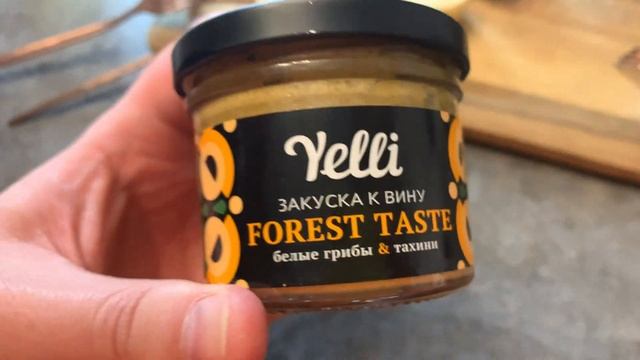 Yelli
ЗАКУСКА К ВИНУ
FOREST TASTE
белые грибы & тахини